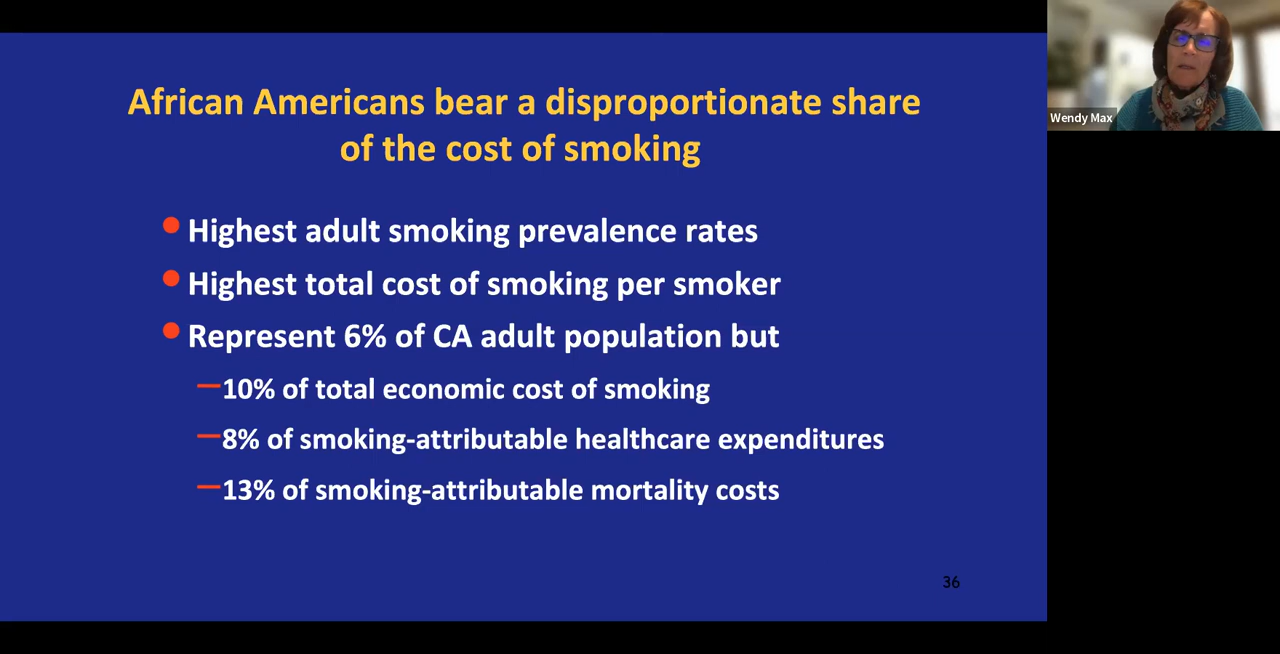 African Americans bear a disproportionate share
of the cost of smoking
Highest adult smoking prevalence rates
Highest total cost of smoking per smoker
Represent 6% of CA adult population but
—10% of total economic cost of smoking
—8% of smoking-attributable healthcare expenditures
—13% of smoking-attributable mortality costs
36
Wendy Max